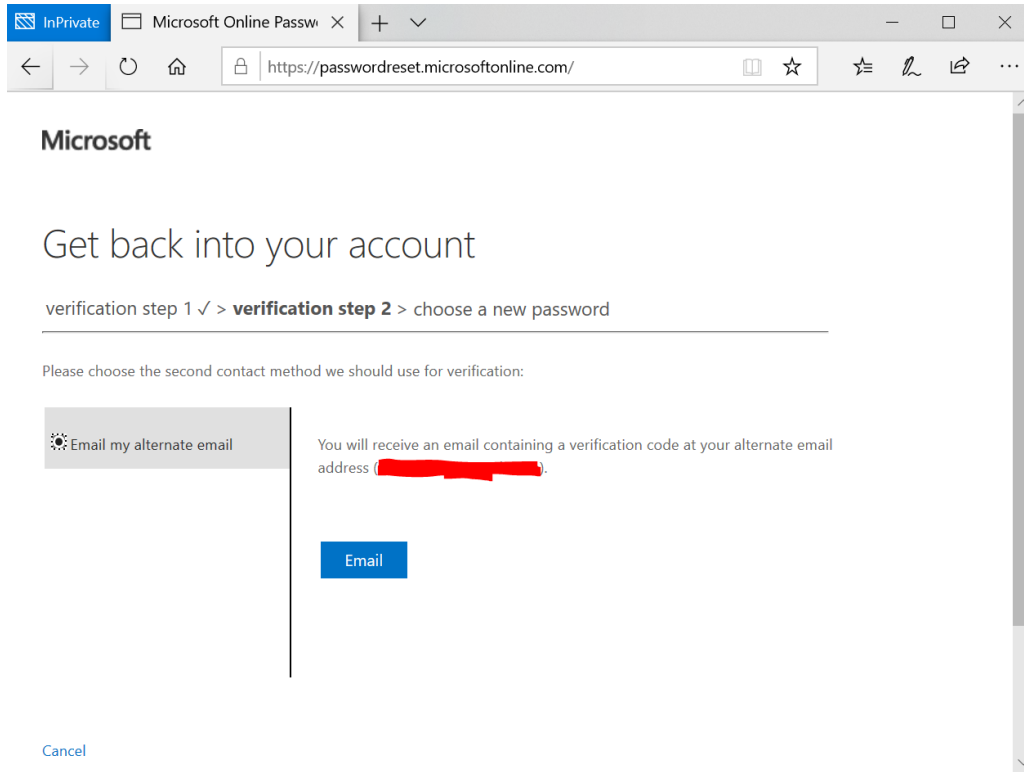 InPrivate
Microsoft Online Passw
https://passwordreset.microsoftonline.com/
Microsoft
Get back into your account
verification step 1 ✓ > verification step 2 > choose a new password
Please choose the second contact method we should use for verification:
Email my alternate email
You will receive an email containing a verification code at your alternate email
address ( ).
Email
Cancel